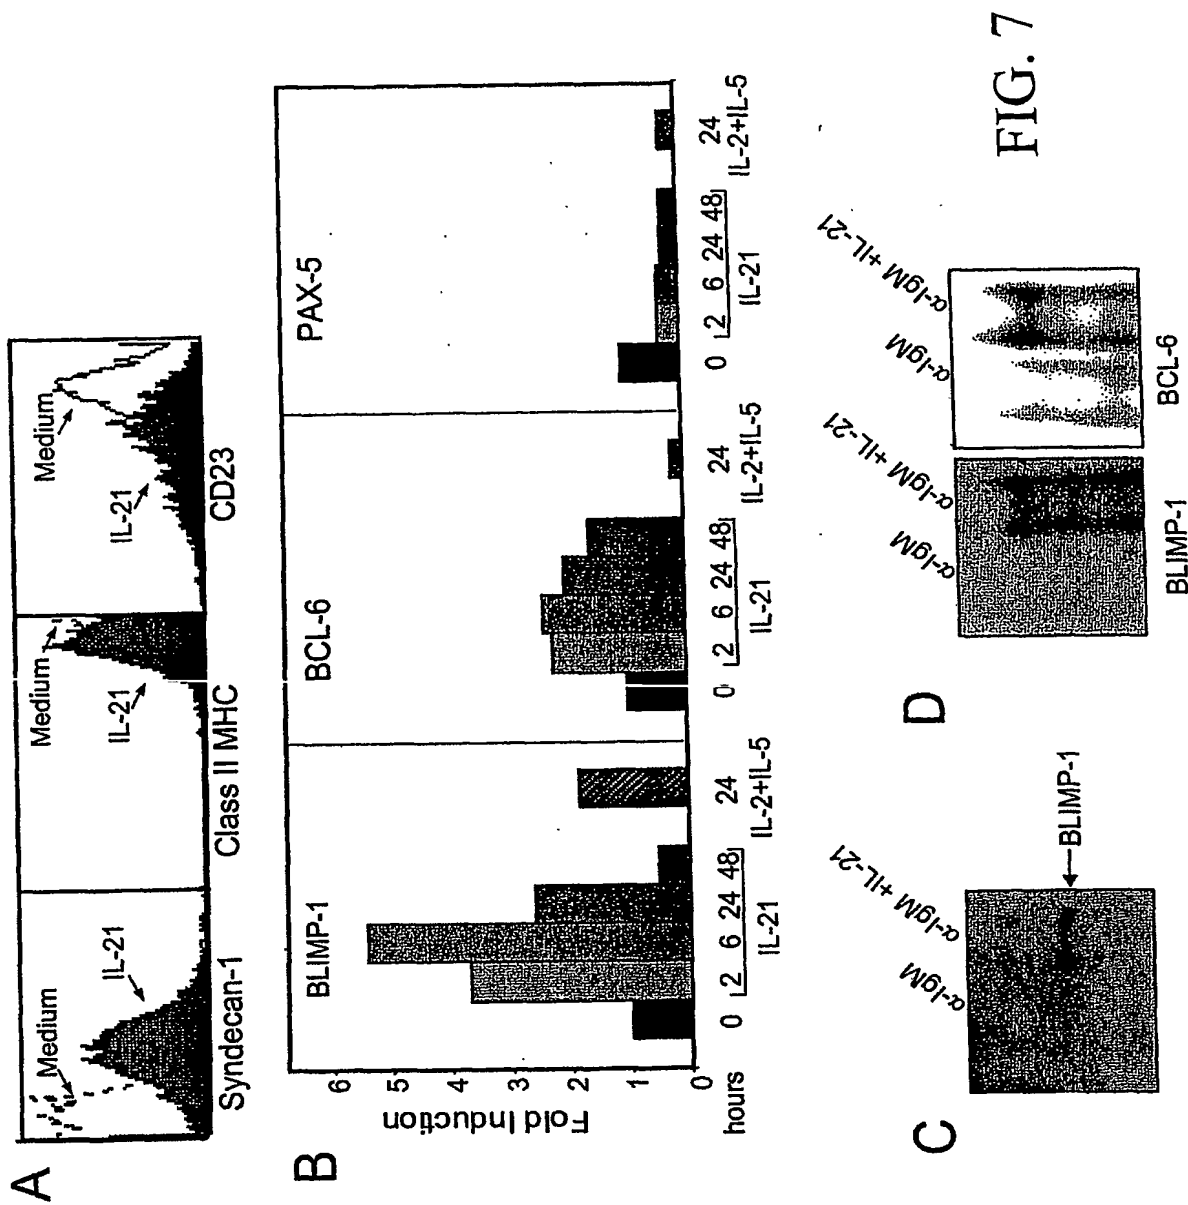 A
Medium
IL-21
Medium
IL-21
Medium
IL-21
Syndecan-1
Class II MHC
CD23
B
BLIMP-1
BCL-6
PAX-5
Fold Induction
6
5
4
3
2
1
0
hours
0 2 6 24 48 24
IL-21 IL-2+IL-5
0 2 6 24 48 24
IL-21 IL-2+IL-5
0 2 6 24 48 24
IL-21 IL-2+IL-5
C
α-IgM
α-IgM +IL-21
BLIMP-1
D
α-IgM
α-IgM +IL-21
α-IgM
α-IgM +IL-21
BLIMP-1
BCL-6
FIG. 7